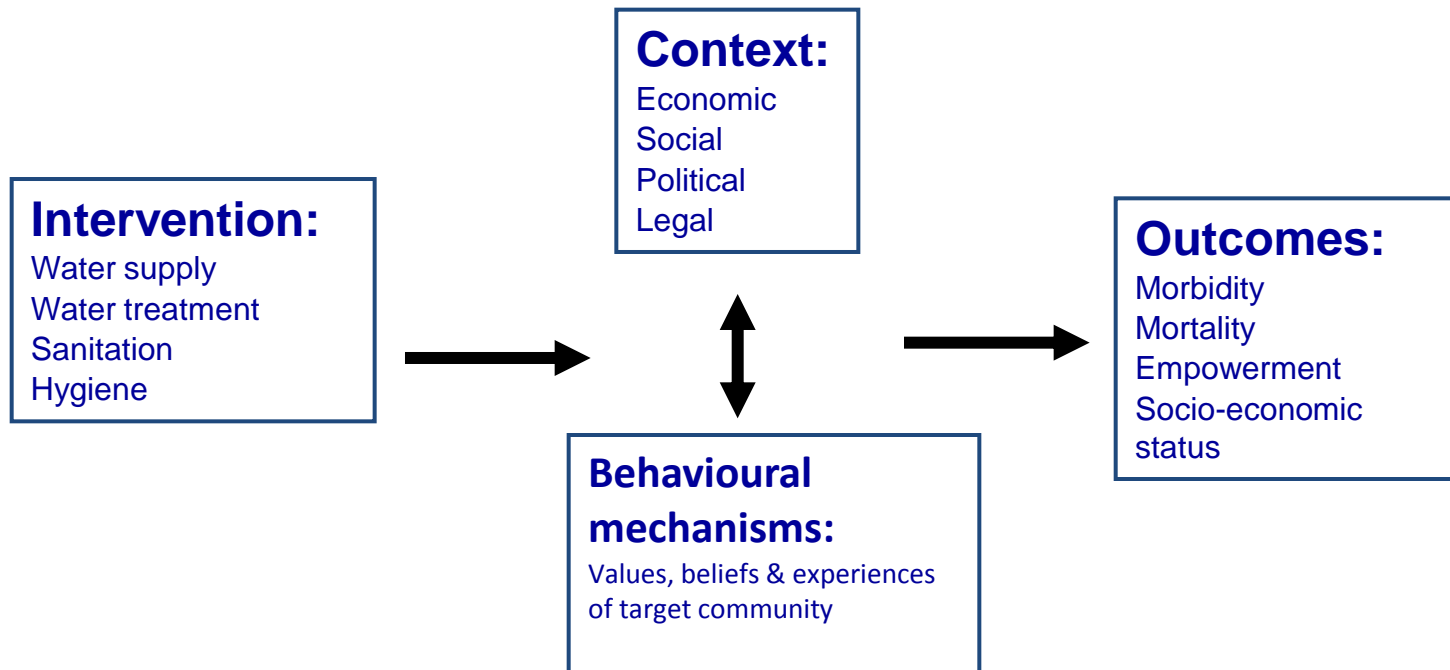 Context:
Economic
Social
Political
Legal
Intervention:
Water supply
Water treatment
Sanitation
Hygiene
Outcomes:
Morbidity
Mortality
Empowerment
Socio-economic
status
Behavioural
mechanisms:
Values, beliefs & experiences
of target community